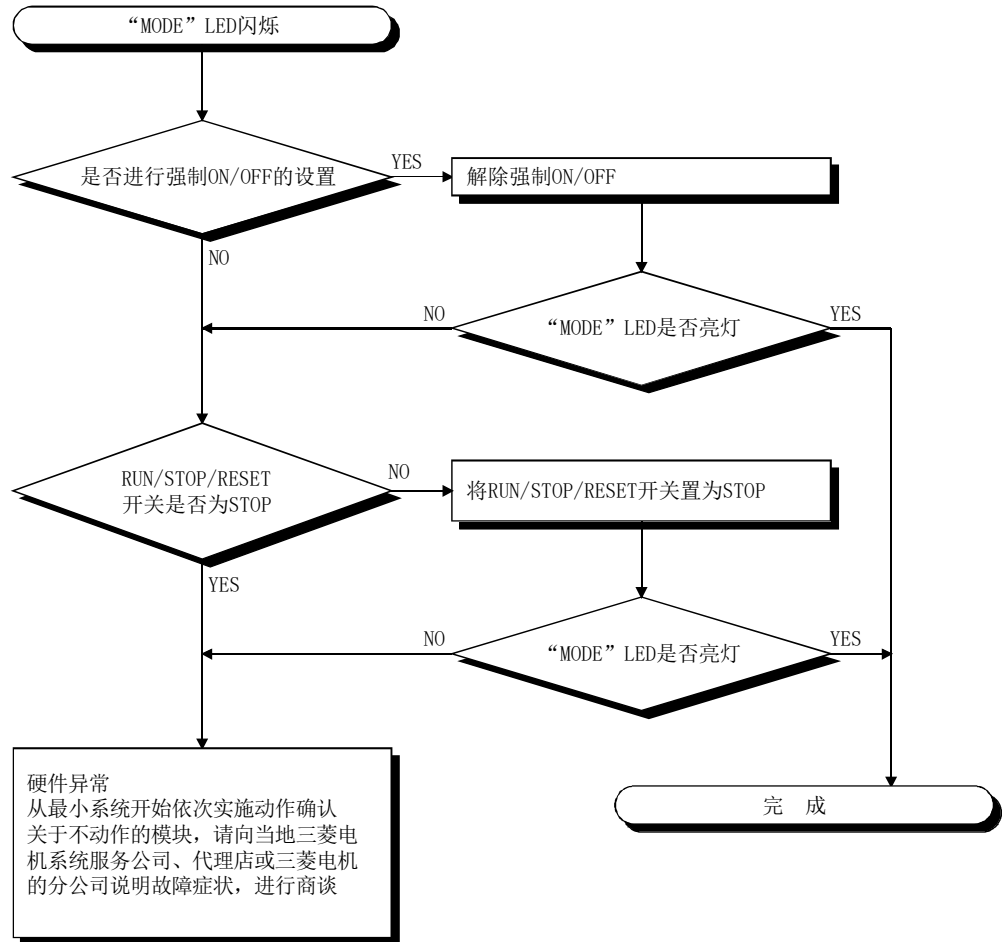 “MODE”LED闪烁
是否进行强制ON/OFF的设置
YES
解除强制ON/OFF
NO
NO
“MODE”LED是否亮灯
YES
RUN/STOP/RESET
开关是否为STOP
NO
将RUN/STOP/RESET开关置为STOP
YES
NO
“MODE”LED是否亮灯
YES
硬件异常
从最小系统开始依次实施动作确认
关于不动作的模块，请向当地三菱电
机系统服务公司、代理店或三菱电机
的分公司说明故障症状，进行商谈
完 成